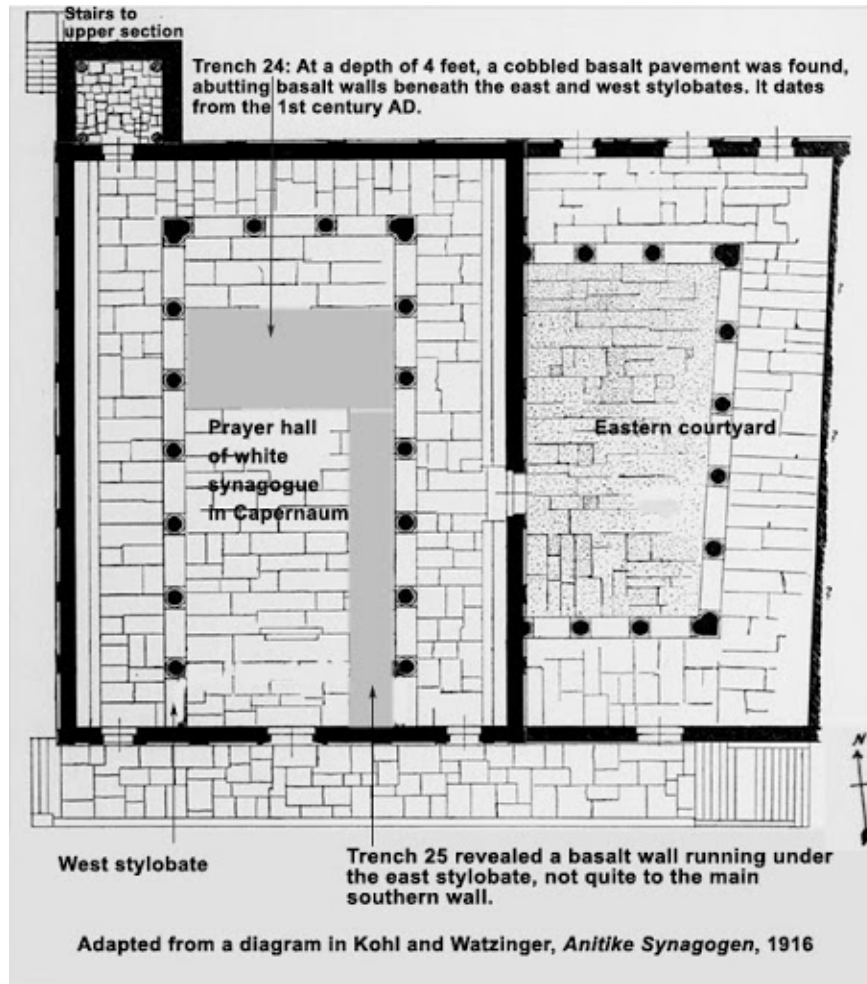 Stairs to
upper section
Trench 24: At a depth of 4 feet, a cobbled basalt pavement was found,
abutting basalt walls beneath the east and west stylobates. It dates
from the 1st century AD.
Prayer hall
of white
synagogue
in Capernaum
Eastern courtyard
?
?
?
N
West stylobate
Trench 25 revealed a basalt wall running under
the east stylobate, not quite to the main
southern wall.
Adapted from a diagram in Kohl and Watzinger, Anitike Synagogen, 1916